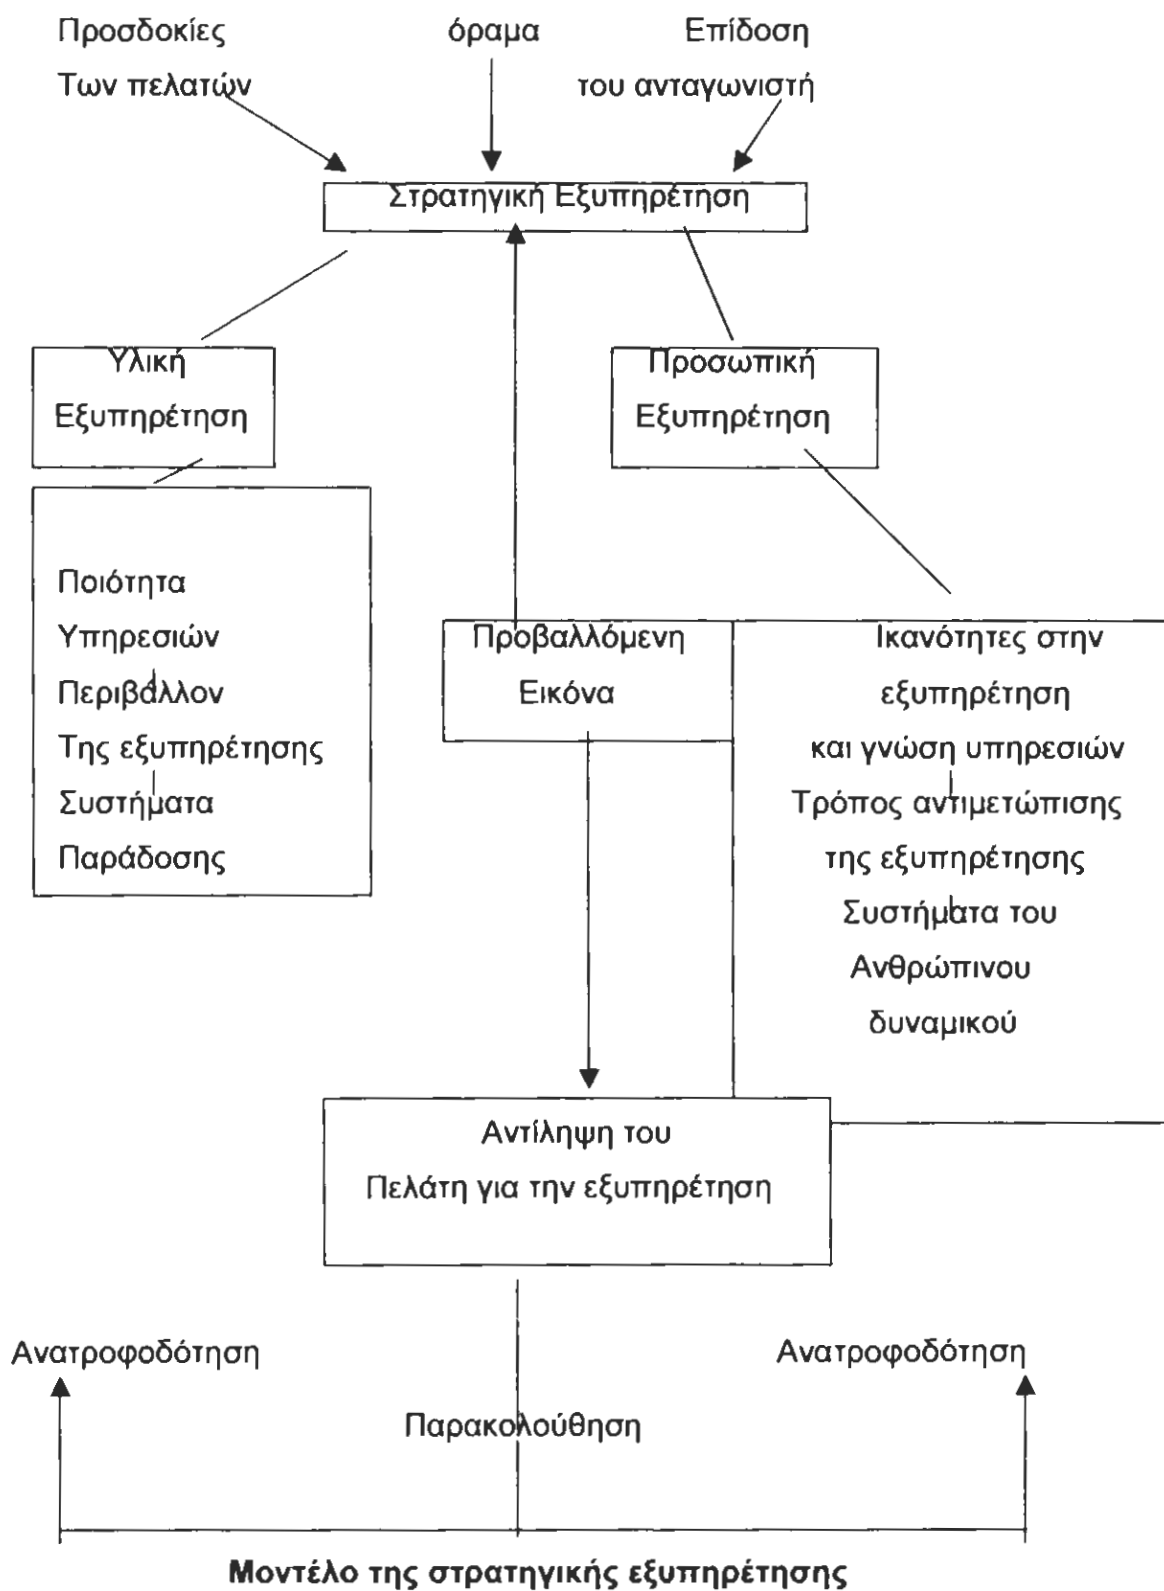 Προσδοκίες
Των πελατών
όραμα
Επίδοση
του ανταγωνιστή
Στρατηγική Εξυπηρέτηση
Υλική
Εξυπηρέτηση
Προσωπική
Εξυπηρέτηση
Ποιότητα
Υπηρεσιών
Περιβάλλον
Της εξυπηρέτησης
Συστήματα
Παράδοσης
Προβαλλόμενη
Εικόνα
Ικανότητες στην
εξυπηρέτηση
και γνώση υπηρεσιών
Τρόπος αντιμετώπισης
της εξυπηρέτησης
Συστήματα του
Ανθρώπινου
δυναμικού
Αντίληψη του
Πελάτη για την εξυπηρέτηση
Ανατροφοδότηση
Ανατροφοδότηση
Παρακολούθηση
Μοντέλο της στρατηγικής εξυπηρέτησης